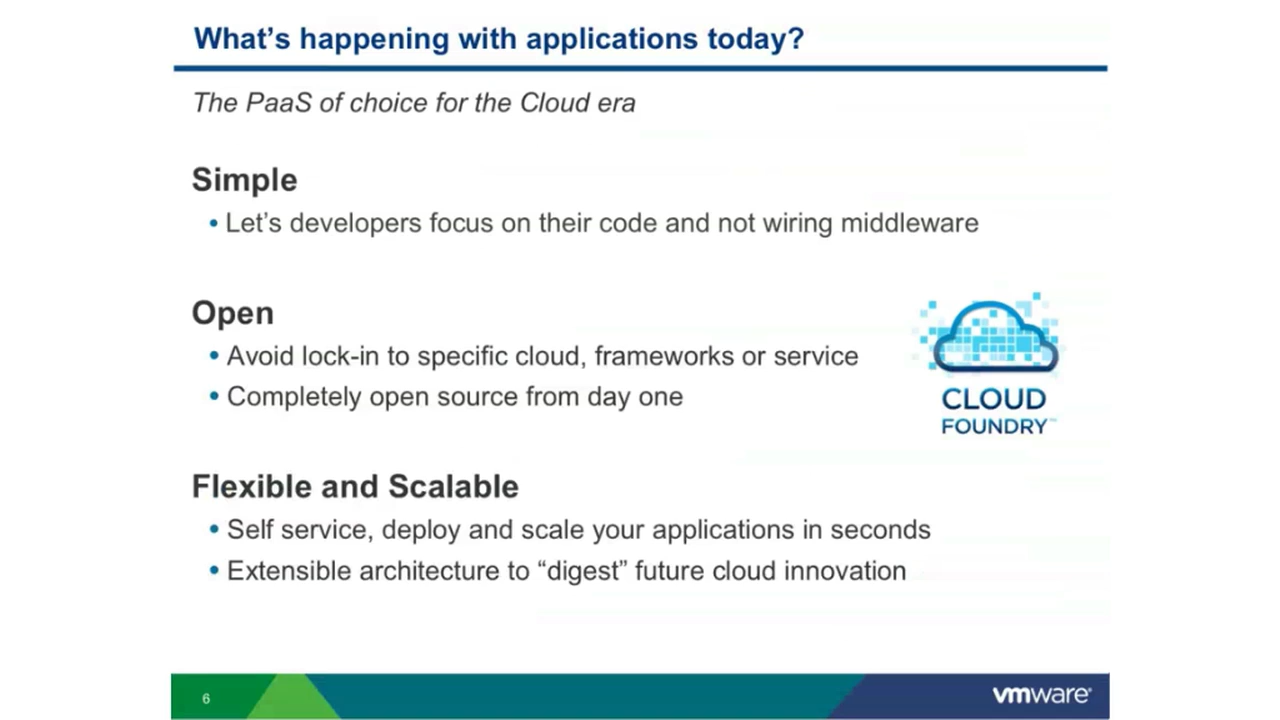 What’s happening with applications today?
The PaaS of choice for the Cloud era
Simple
• Let’s developers focus on their code and not wiring middleware
Open
• Avoid lock-in to specific cloud, frameworks or service
• Completely open source from day one
CLOUD
FOUNDRY™
Flexible and Scalable
• Self service, deploy and scale your applications in seconds
• Extensible architecture to “digest” future cloud innovation
6
vmware®